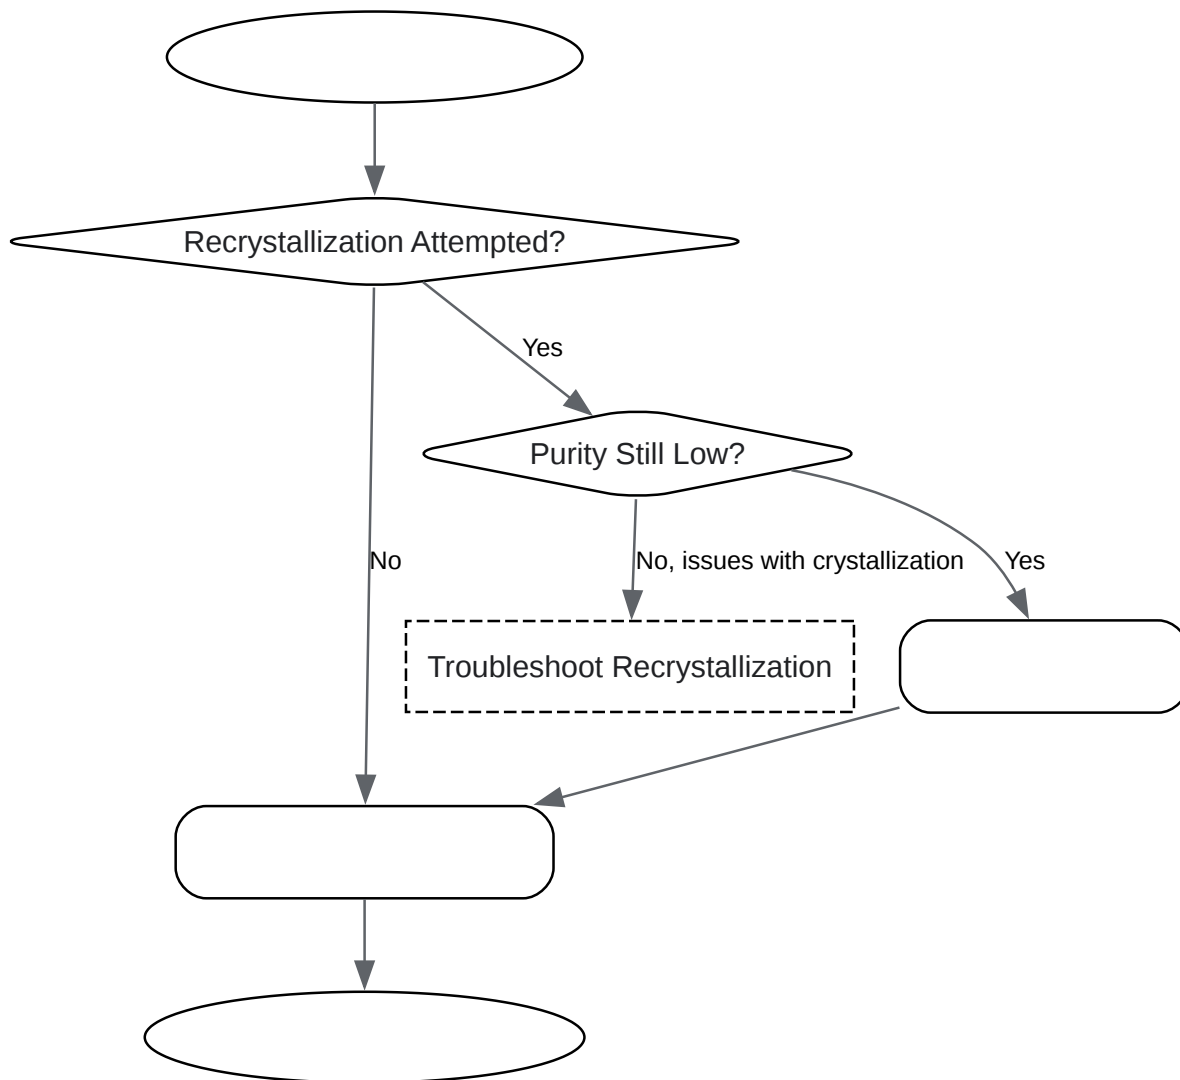 Recrystallization Attempted?
Yes
Purity Still Low?
No
No, issues with crystallization
Yes
Troubleshoot Recrystallization